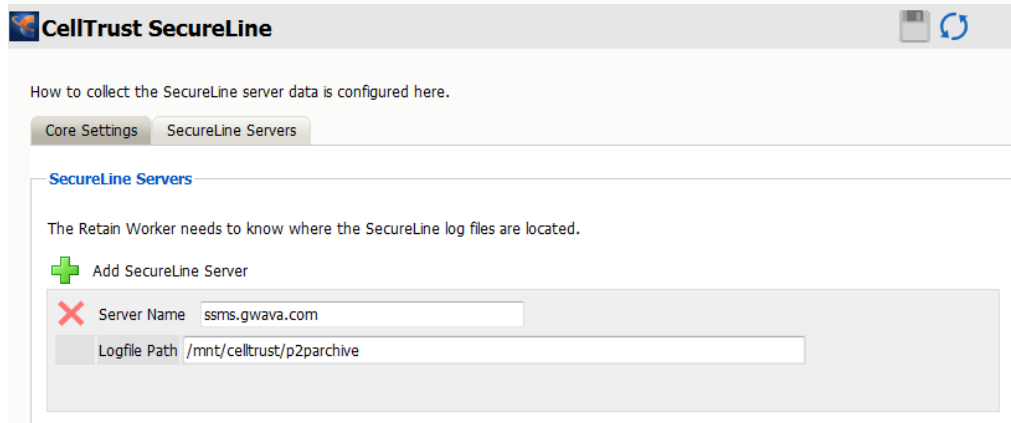 CellTrust SecureLine
How to collect the SecureLine server data is configured here.
Core Settings SecureLine Servers
SecureLine Servers
The Retain Worker needs to know where the SecureLine log files are located.
Add SecureLine Server
Server Name ssms.gwava.com
Logfile Path /mnt/celltrust/p2parchive